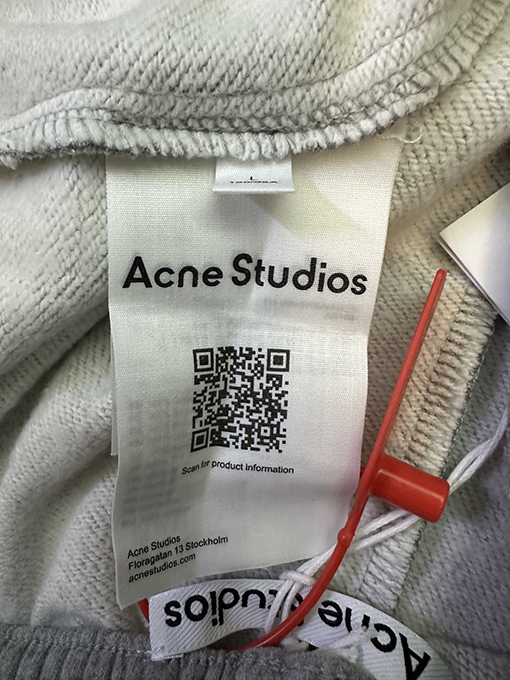 L
Acne Studios
Scan for product information
Acne Studios
Floragatan 13 Stockholm
acnestudios.com
Acne Studios